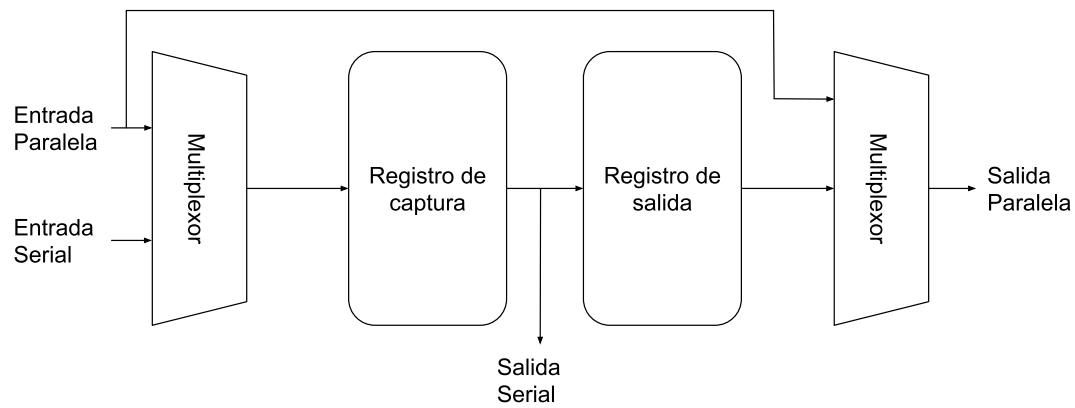 Entrada
Paralela
Entrada
Serial
Multiplexor
Registro de
captura
Registro de
salida
Multiplexor
Salida
Paralela
Salida
Serial